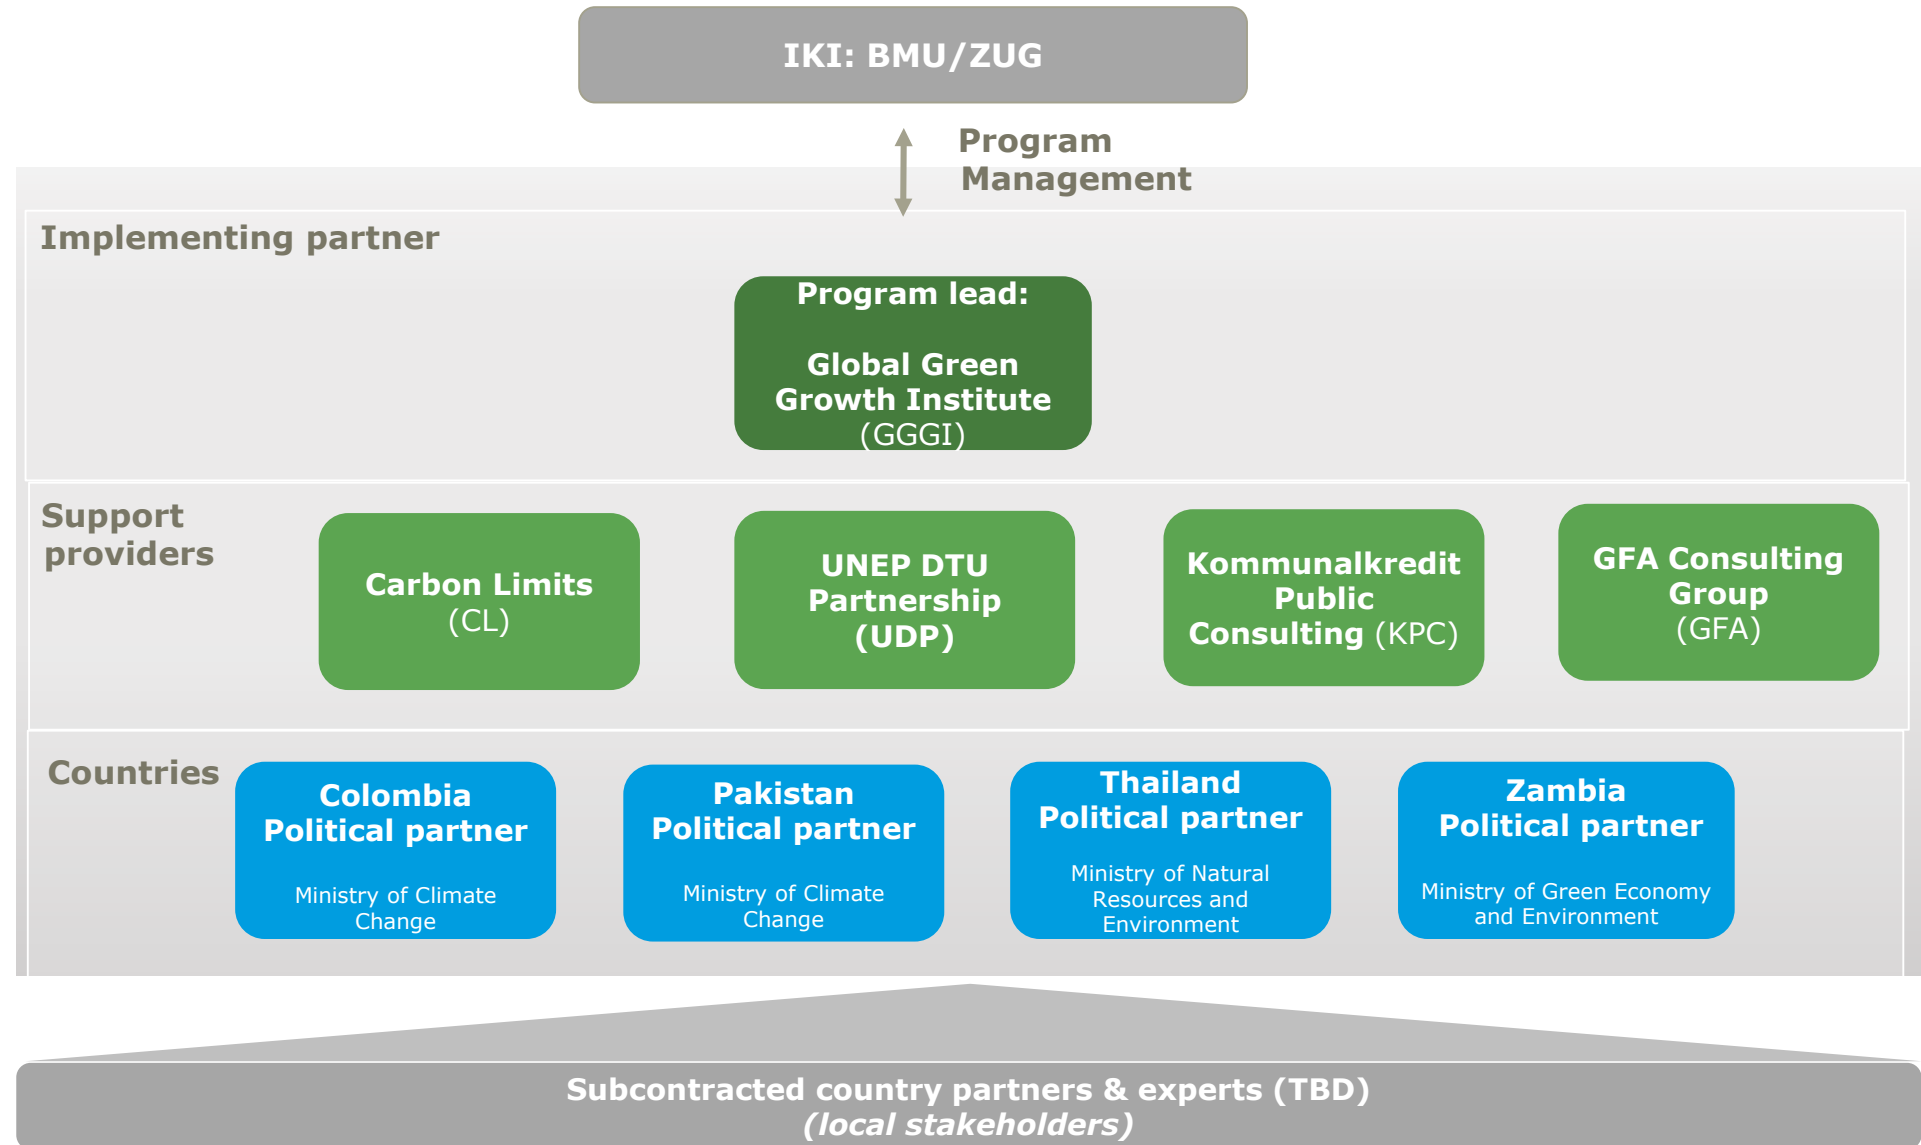 IKI: BMU/ZUG
Program
Management
Implementing partner
Program lead:
Global Green
Growth Institute
(GGGI)
Support
providers
Carbon Limits
(CL)
UNEP DTU
Partnership
(UDP)
Kommunalkredit
Public
Consulting (KPC)
GFA Consulting
Group
(GFA)
Countries
Colombia
Political partner
Ministry of Climate
Change
Pakistan
Political partner
Ministry of Climate
Change
Thailand
Political partner
Ministry of Natural
Resources and
Environment
Zambia
Political partner
Ministry of Green Economy
and Environment
Subcontracted country partners & experts (TBD)
(local stakeholders)